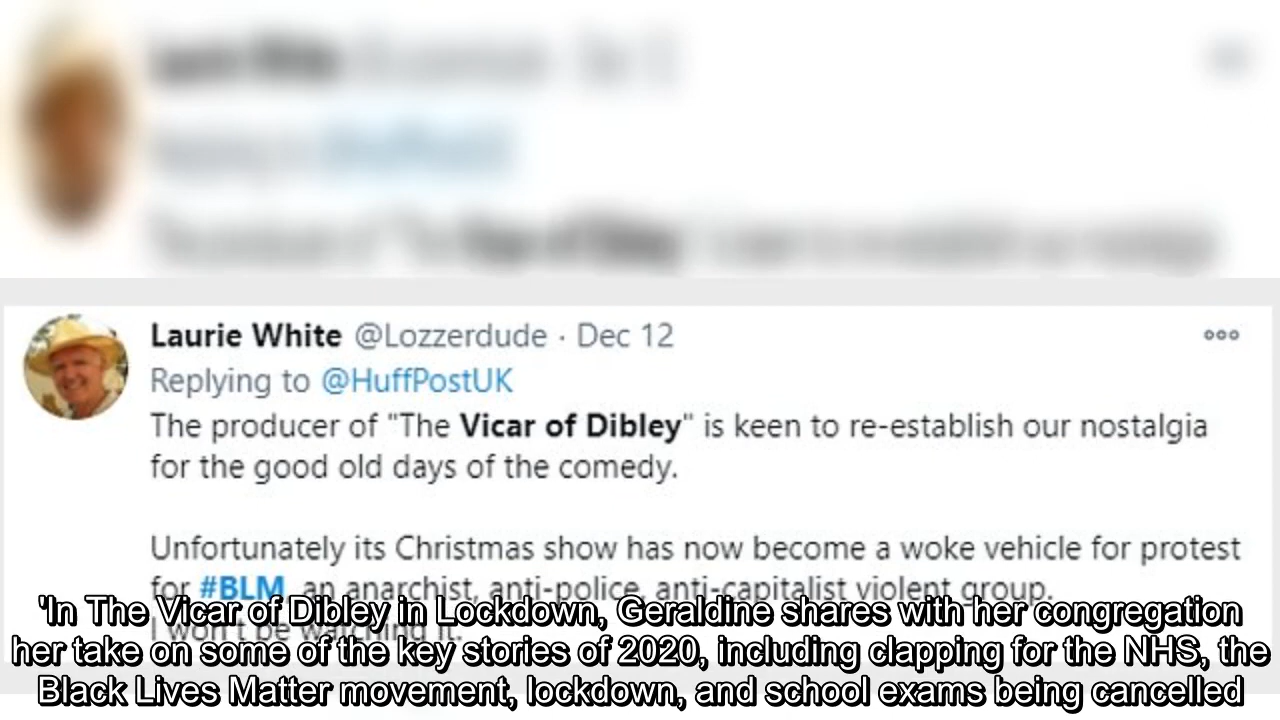 Laurie White @Lozzerdude · Dec 12
Replying to @HuffPostUK
The producer of "The Vicar of Dibley" is keen to re-establish our nostalgia
for the good old days of the comedy.
Unfortunately its Christmas show has now become a woke vehicle for protest
for #BLM, an anarchist, anti-police, anti-capitalist violent group.
I won't be watching it.
'In The Vicar of Dibley in Lockdown, Geraldine shares with her congregation
her take on some of the key stories of 2020, including clapping for the NHS, the
Black Lives Matter movement, lockdown, and school exams being cancelled